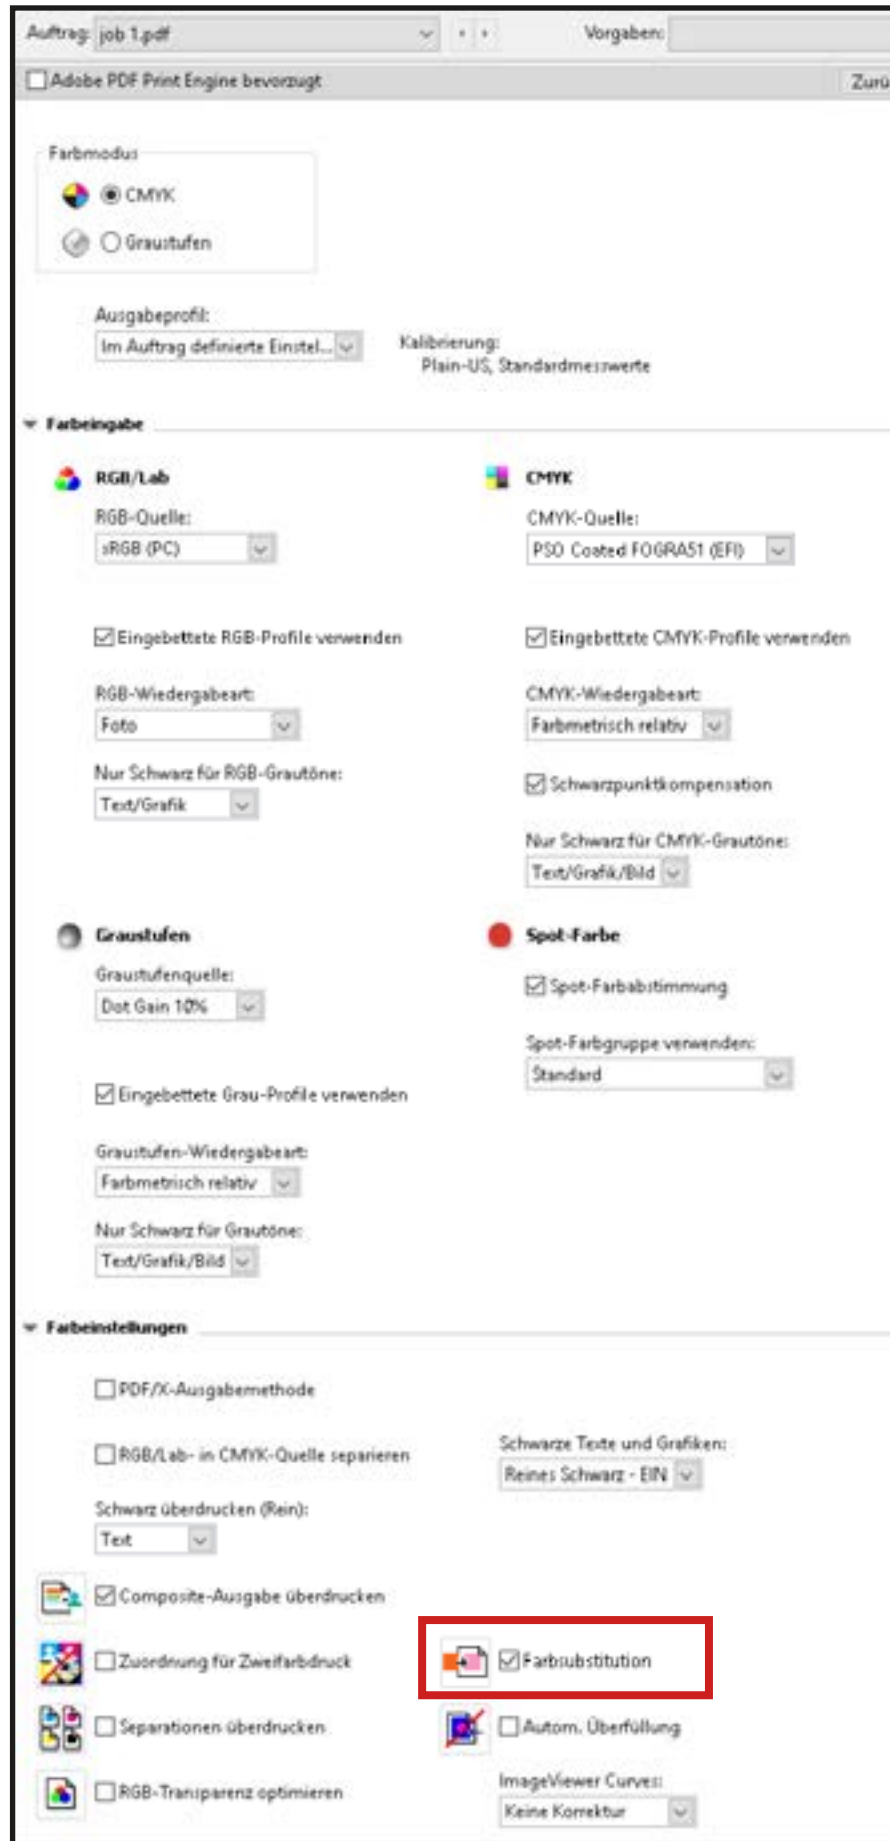 Auftrag: job 1.pdf
Vorgaben:
Adobe PDF Print Engine bevorzugt
Farbmodus
CMYK
Graustufen
Ausgabeprofil:
Im Auftrag definierte Einstel...
Kalibrierung:
Plain-US, Standardmesswerte
Farbeingabe
RGB/Lab
RGB-Quelle:
sRGB (PC)
Eingebettete RGB-Profile verwenden
RGB-Wiedergabeart:
Foto
Nur Schwarz für RGB-Grautöne:
Text/Grafik
CMYK
CMYK-Quelle:
PSO Coated FOGRA51 (EFI)
Eingebettete CMYK-Profile verwenden
CMYK-Wiedergabeart:
Farbmetrisch relativ
Schwarzpunktkompensation
Nur Schwarz für CMYK-Grautöne:
Text/Grafik/Bild
Graustufen
Graustufenquelle:
Dot Gain 10%
Eingebettete Grau-Profile verwenden
Graustufen-Wiedergabeart:
Farbmetrisch relativ
Nur Schwarz für Grautöne:
Text/Grafik/Bild
Spot-Farbe
Spot-Farbabstimmung
Spot-Farbgruppe verwenden:
Standard
Farbeinstellungen
PDF/X-Ausgabemethode
RGB/Lab- in CMYK-Quelle separieren
Schwarze Texte und Grafiken:
Reines Schwarz - EIN
Schwarz überdrucken (Rein):
Text
Composite-Ausgabe überdrucken
Zuordnung für Zweifarbdruck
Farbsubstitution
Separationen überdrucken
Autom. Überfüllung
RGB-Transparenz optimieren
ImageViewer Curves:
Keine Korrektur